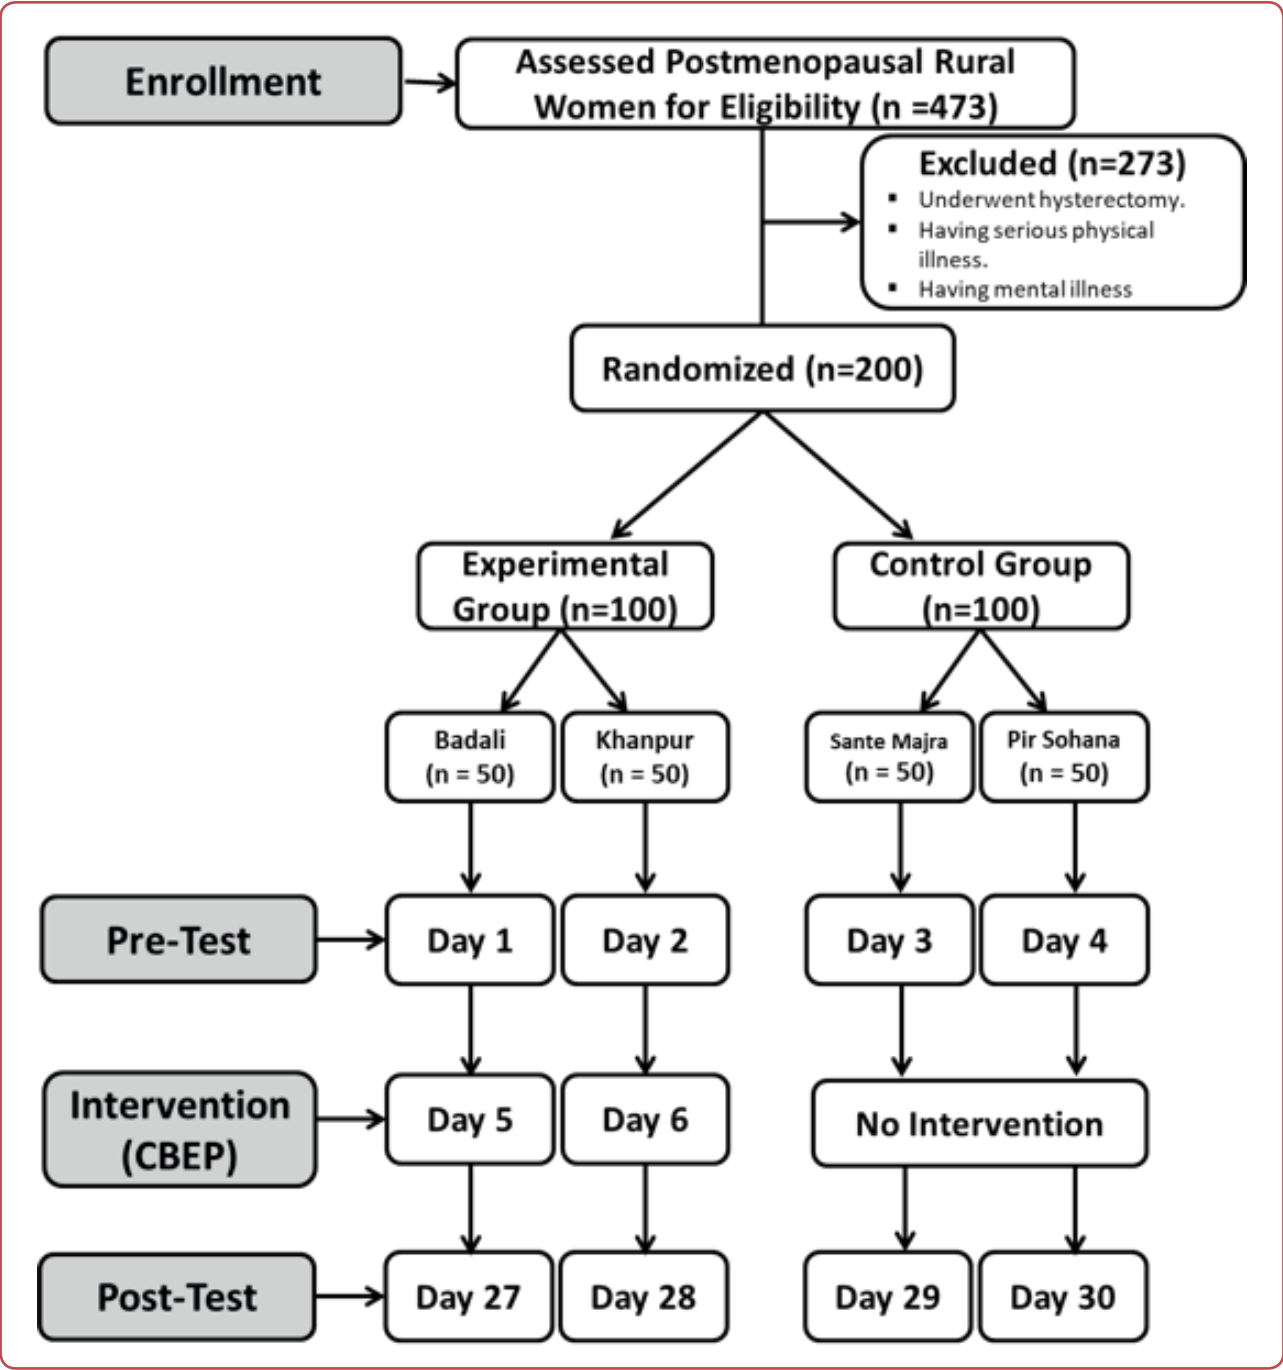 Enrollment
Assessed Postmenopausal Rural
Women for Eligibility (n =473)
Excluded (n=273)
▪ Underwent hysterectomy.
▪ Having serious physical
illness.
▪ Having mental illness
Randomized (n=200)
Experimental
Group (n=100)
Control Group
(n=100)
Badali
(n = 50)
Khanpur
(n = 50)
Sante Majra
(n = 50)
Pir Sohana
(n = 50)
Pre-Test
Day 1
Day 2
Day 3
Day 4
Intervention
(CBEP)
Day 5
Day 6
No Intervention
Post-Test
Day 27
Day 28
Day 29
Day 30